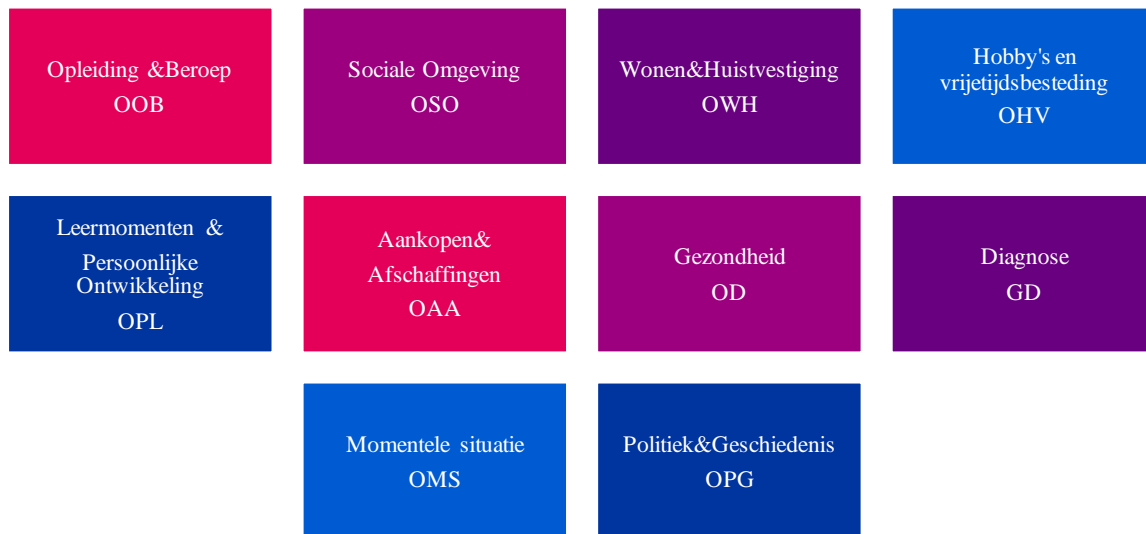 Opleiding &Beroep
OOB
Sociale Omgeving
OSO
Wonen&Huistvestiging
OWH
Hobby's en
vrijetijdsbesteding
OHV
Leermomenten &
Persoonlijke
Ontwikkeling
OPL
Aankopen&
Afschaffingen
OAA
Gezondheid
OD
Diagnose
GD
Momentele situatie
OMS
Politiek&Geschiedenis
OPG